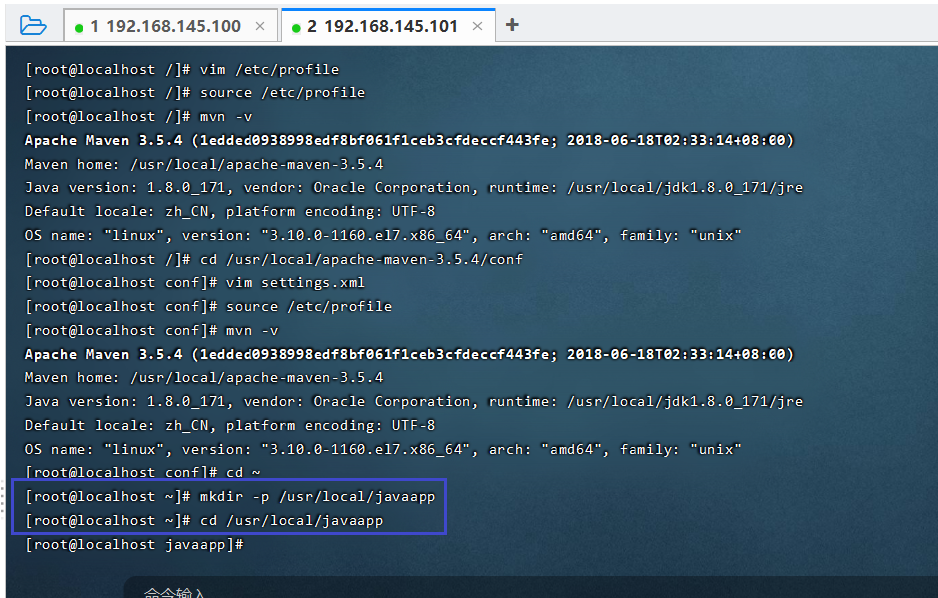 1 192.168.145.100 ×
2 192.168.145.101 × +
[root@localhost /]# vim /etc/profile
[root@localhost /]# source /etc/profile
[root@localhost /]# mvn -v
Apache Maven 3.5.4 (1edded0938998edf8bf061f1ceb3cfdeccf443fe; 2018-06-18T02:33:14+08:00)
Maven home: /usr/local/apache-maven-3.5.4
Java version: 1.8.0_171, vendor: Oracle Corporation, runtime: /usr/local/jdk1.8.0_171/jre
Default locale: zh_CN, platform encoding: UTF-8
OS name: "linux", version: "3.10.0-1160.el7.x86_64", arch: "amd64", family: "unix"
[root@localhost /]# cd /usr/local/apache-maven-3.5.4/conf
[root@localhost conf]# vim settings.xml
[root@localhost conf]# source /etc/profile
[root@localhost conf]# mvn -v
Apache Maven 3.5.4 (1edded0938998edf8bf061f1ceb3cfdeccf443fe; 2018-06-18T02:33:14+08:00)
Maven home: /usr/local/apache-maven-3.5.4
Java version: 1.8.0_171, vendor: Oracle Corporation, runtime: /usr/local/jdk1.8.0_171/jre
Default locale: zh_CN, platform encoding: UTF-8
OS name: "linux", version: "3.10.0-1160.el7.x86_64", arch: "amd64", family: "unix"
[root@localhost conf]# cd ~
[root@localhost ~]# mkdir -p /usr/local/javaapp
[root@localhost ~]# cd /usr/local/javaapp
[root@localhost javaapp]#
命令输入